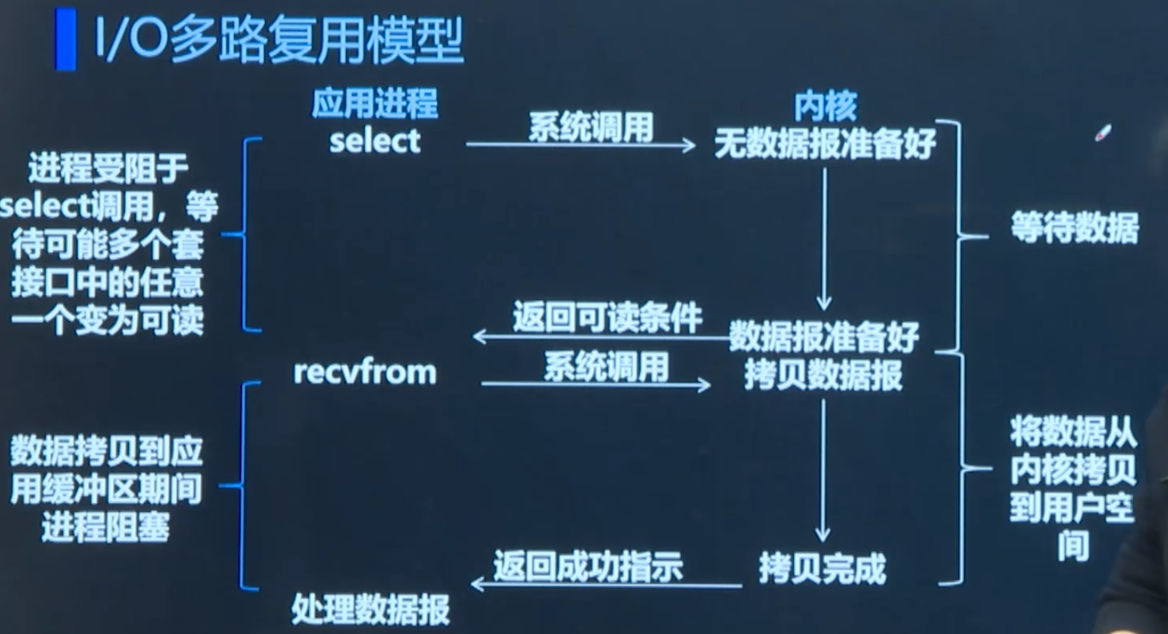 I/O多路复用模型
应用进程
内核
select
系统调用
无数据报准备好
进程受阻于
select调用，等
待可能多个套
接口中的任意
一个变为可读
等待数据
返回可读条件
数据报准备好
recvfrom
系统调用
拷贝数据报
数据拷贝到应
用缓冲区期间
进程阻塞
将数据从
内核拷贝
到用户空
间
返回成功指示
拷贝完成
处理数据报